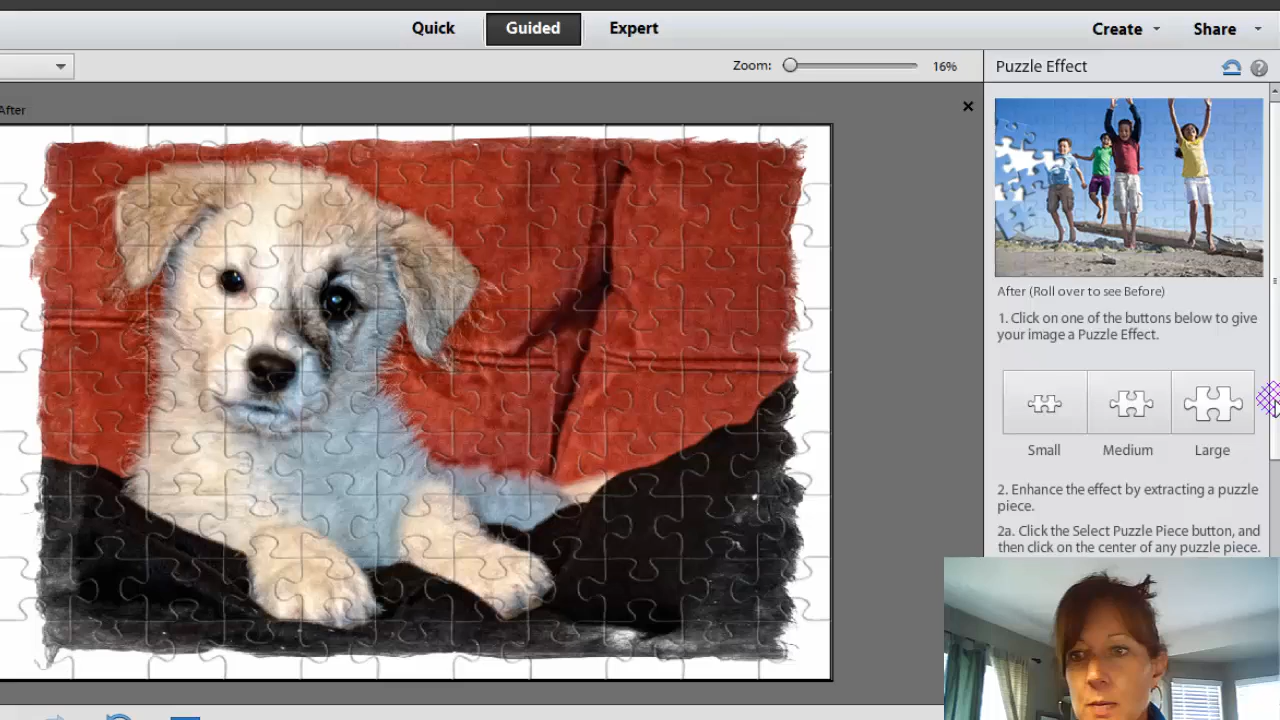 Quick Guided Expert Create Share
Zoom: 16% Puzzle Effect
After
After (Roll over to see Before)
1. Click on one of the buttons below to give
your image a Puzzle Effect.
Small Medium Large
2. Enhance the effect by extracting a puzzle
piece.
2a. Click the Select Puzzle Piece button, and
then click on the center of any puzzle piece.